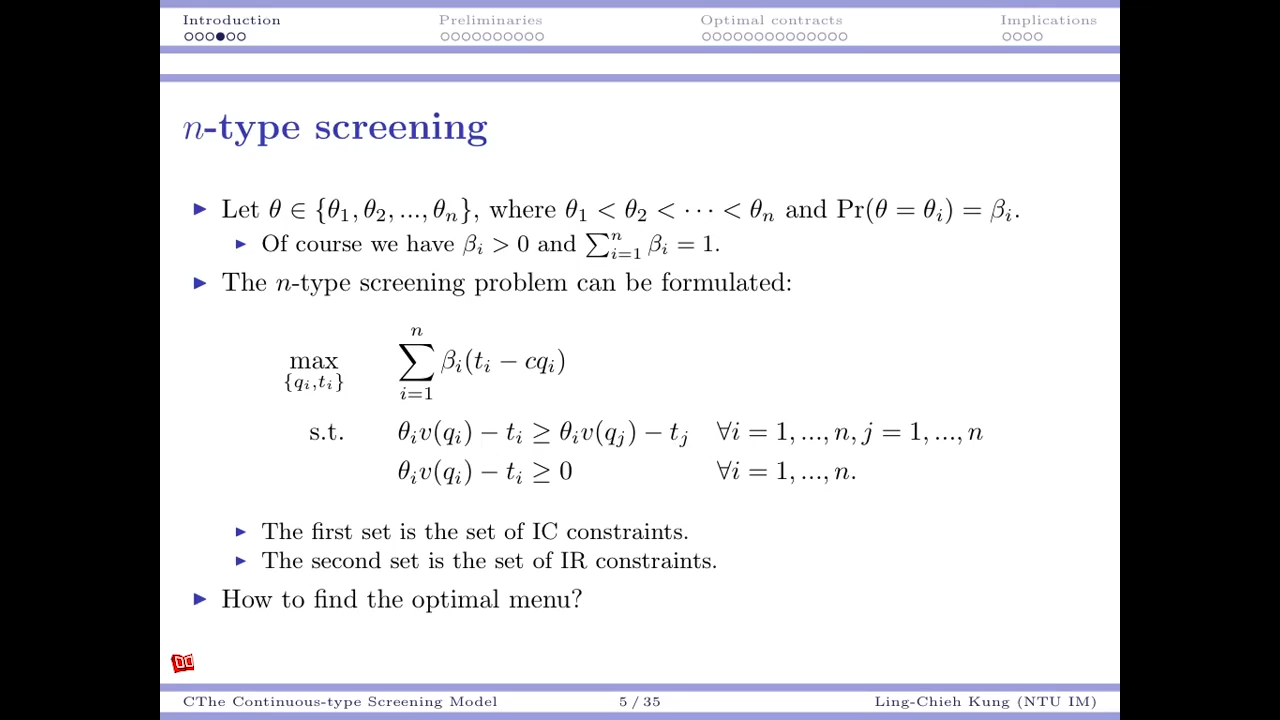 Introduction Preliminaries Optimal contracts Implications
n-type screening
▶ Let θ ∈ {θ₁, θ₂, ..., θₙ}, where θ₁ < θ₂ < ··· < θₙ and Pr(θ = θᵢ) = βᵢ.
▶ Of course we have βᵢ > 0 and ∑ⁿᵢ₌₁ βᵢ = 1.
▶ The n-type screening problem can be formulated:
max {qᵢ,tᵢ} ∑ⁿᵢ₌₁ βᵢ(tᵢ − cqᵢ)
s.t. θᵢv(qᵢ) − tᵢ ≥ θᵢv(qⱼ) − tⱼ ∀i = 1, ..., n, j = 1, ..., n
θᵢv(qᵢ) − tᵢ ≥ 0 ∀i = 1, ..., n.
▶ The first set is the set of IC constraints.
▶ The second set is the set of IR constraints.
▶ How to find the optimal menu?
CThe Continuous-type Screening Model 5 / 35 Ling-Chieh Kung (NTU IM)